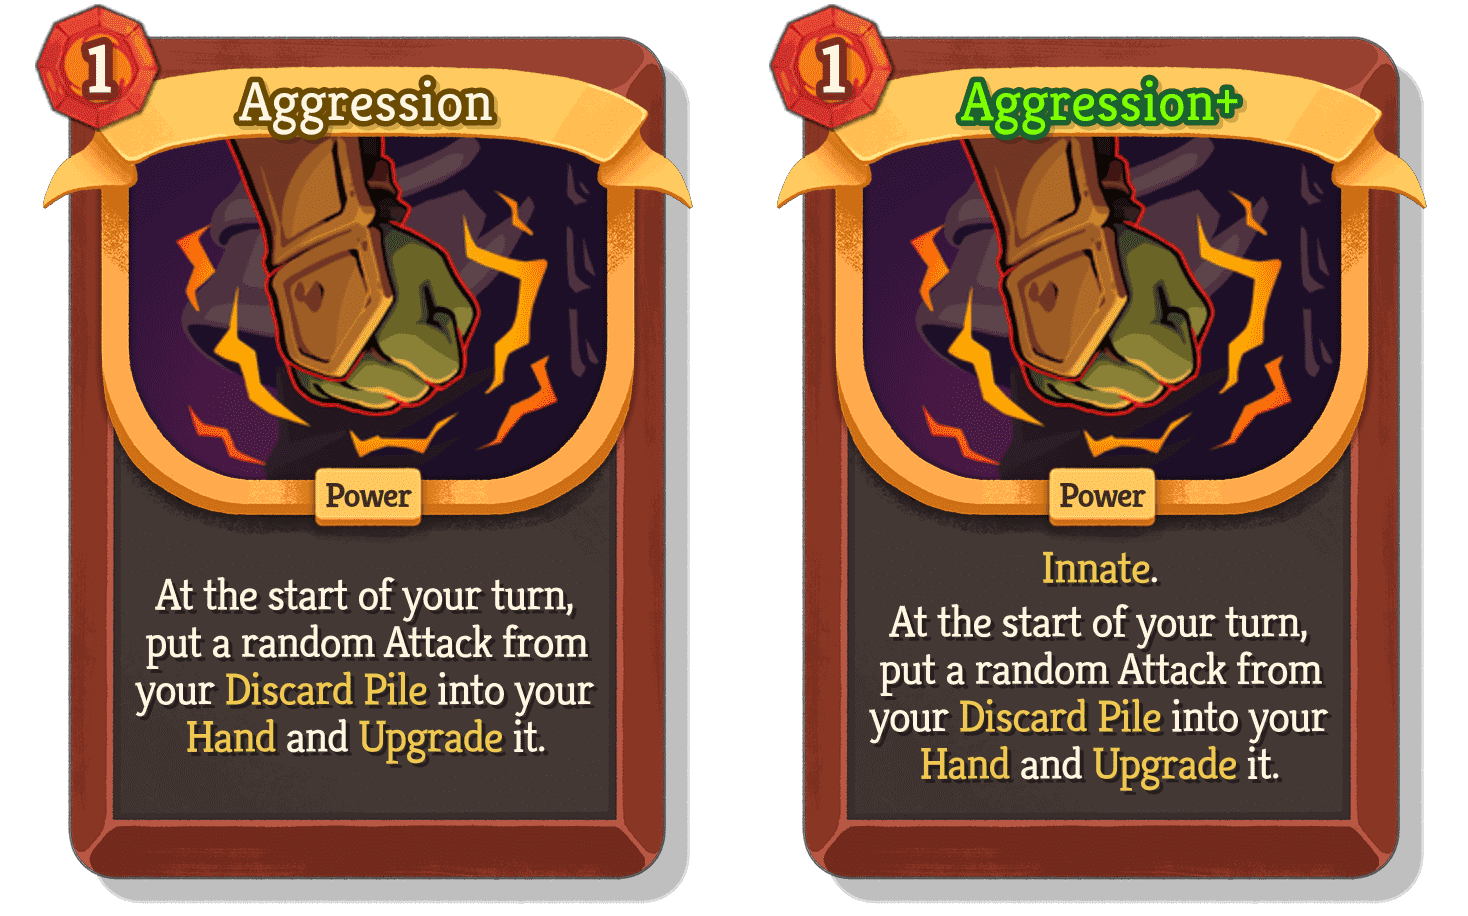 1
Aggression
Power
At the start of your turn,
put a random Attack from
your Discard Pile into your
Hand and Upgrade it.
1
Aggression+
Power
Innate.
At the start of your turn,
put a random Attack from
your Discard Pile into your
Hand and Upgrade it.